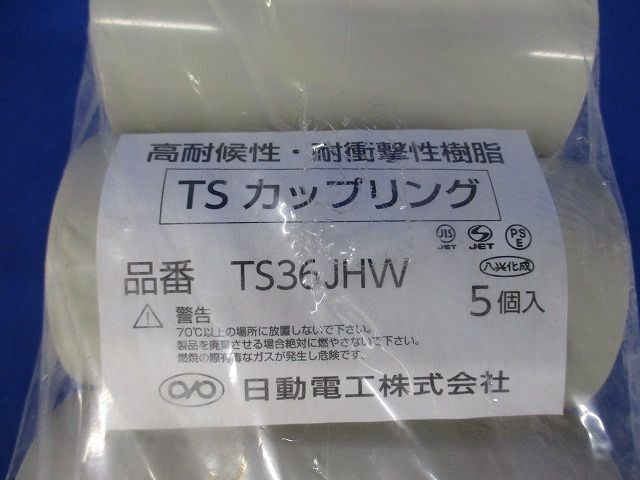 高耐候性・耐衝撃性樹脂
TS カップリング
JIS JET S JET PS E
品番 TS36JHW
八興化成
5個入
警告
70℃以上の場所に放置しないで下さい。
製品を廃棄させる場合絶対に燃やさないで下さい。
燃焼の際有毒なガスが発生し危険です。
日動電工株式会社